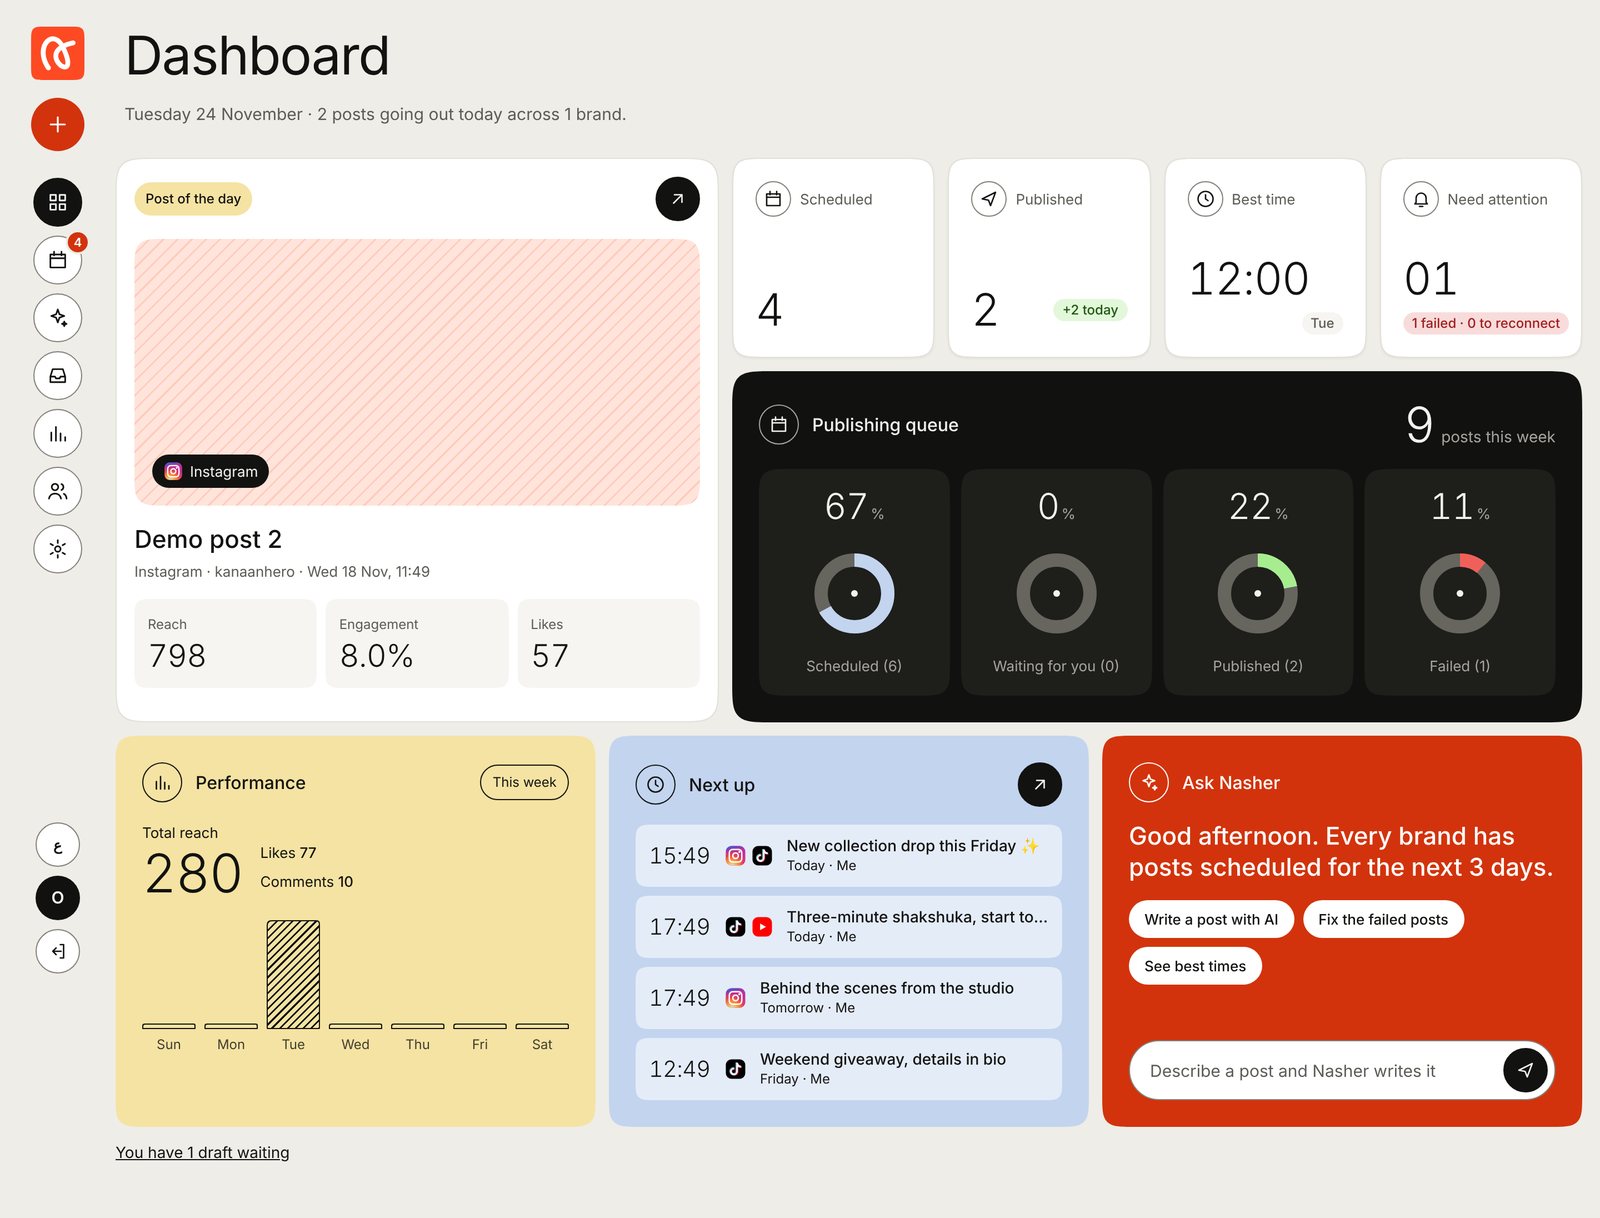 Dashboard
Tuesday 24 November · 2 posts going out today across 1 brand.
4
ع
O
Post of the day
Instagram
Demo post 2
Instagram · kanaanhero · Wed 18 Nov, 11:49
Reach
798
Engagement
8.0%
Likes
57
Scheduled
4
Published
2
+2 today
Best time
12:00
Tue
Need attention
01
1 failed · 0 to reconnect
Publishing queue
9 posts this week
67 %
Scheduled (6)
0 %
Waiting for you (0)
22 %
Published (2)
11 %
Failed (1)
Performance
This week
Total reach
280
Likes 77
Comments 10
Sun Mon Tue Wed Thu Fri Sat
Next up
15:49
New collection drop this Friday ✨
Today · Me
17:49
Three-minute shakshuka, start to...
Today · Me
17:49
Behind the scenes from the studio
Tomorrow · Me
12:49
Weekend giveaway, details in bio
Friday · Me
Ask Nasher
Good afternoon. Every brand has
posts scheduled for the next 3 days.
Write a post with AI
Fix the failed posts
See best times
Describe a post and Nasher writes it
You have 1 draft waiting